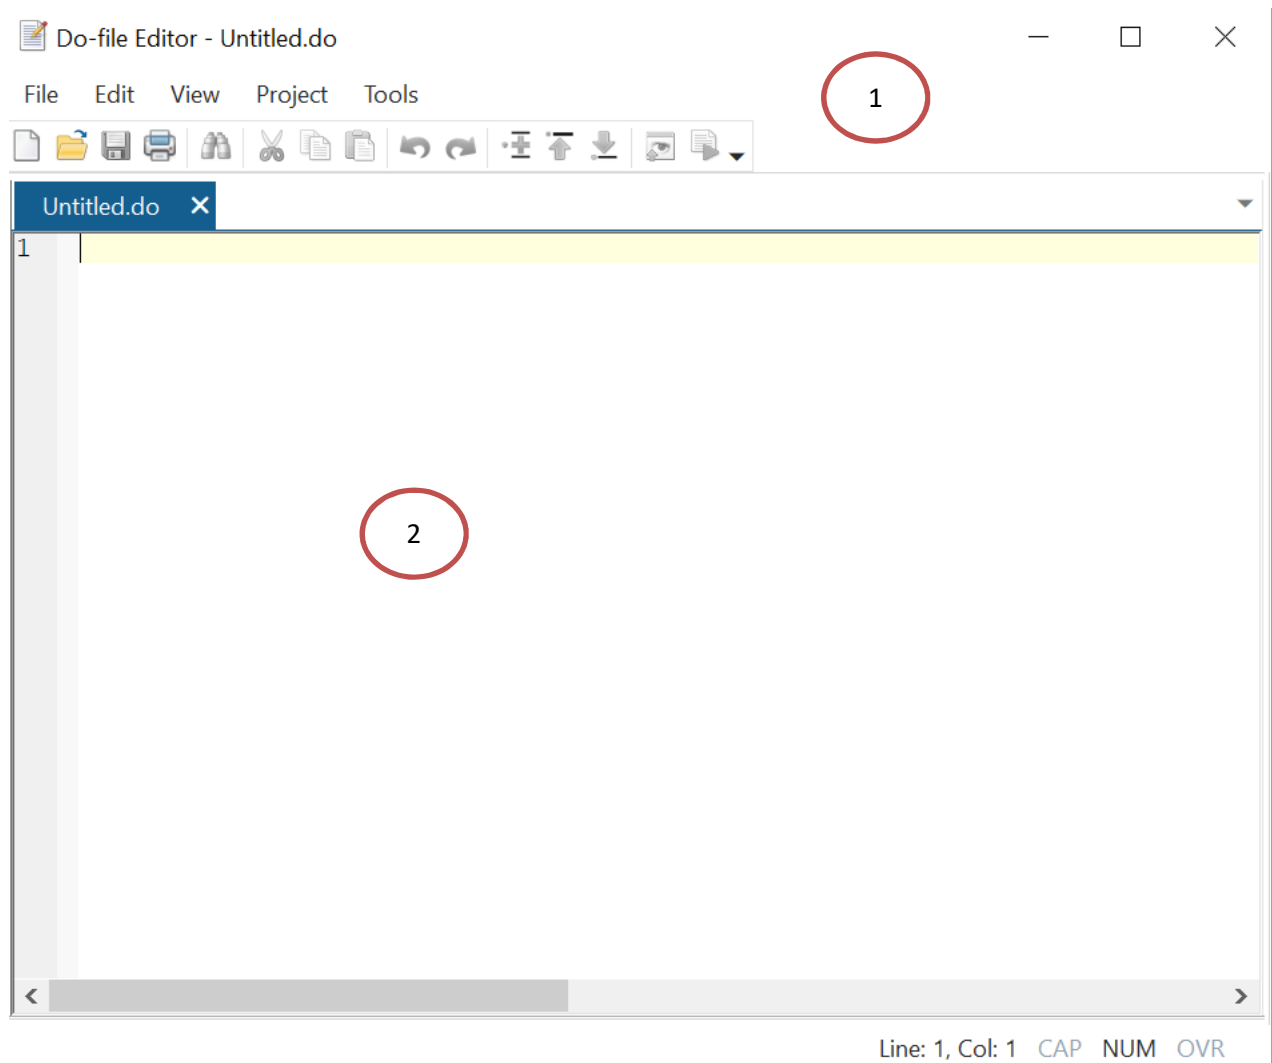 Do-file Editor - Untitled.do
File Edit View Project Tools
1
Untitled.do
1
2
Line: 1, Col: 1 CAP NUM OVR